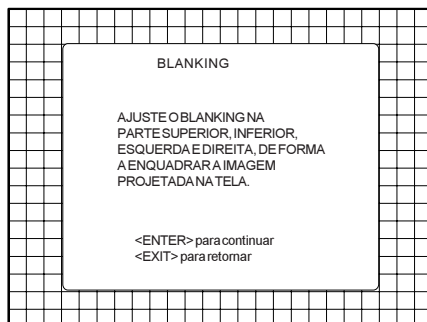 BLANKING
AJUSTE O BLANKING NA
PARTE SUPERIOR, INFERIOR,
ESQUERDA E DIREITA, DE FORMA
A ENQUADRAR A IMAGEM
PROJETADA NA TELA.
<ENTER> para continuar
<EXIT> para retornar